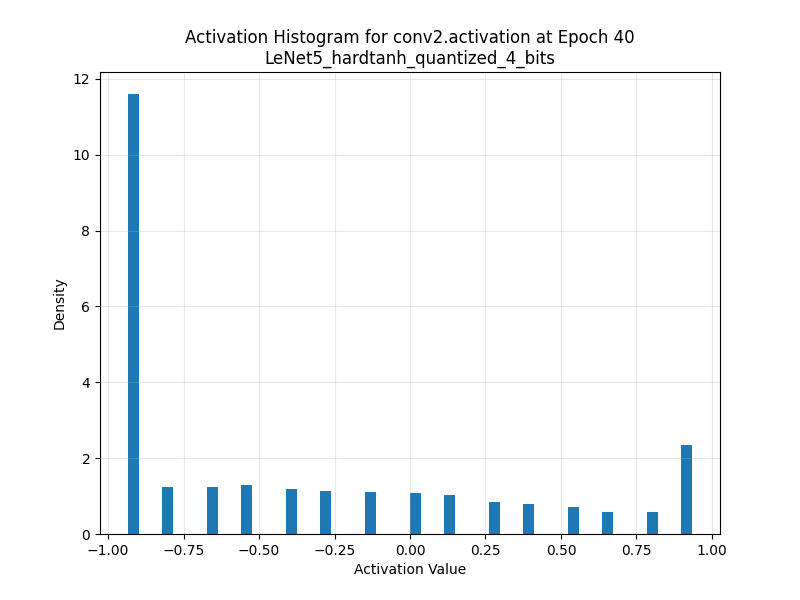 Activation Histogram for conv2.activation at Epoch 40
LeNet5_hardtanh_quantized_4_bits
12
10
8
6
4
2
0
Density
−1.00 −0.75 −0.50 −0.25 0.00 0.25 0.50 0.75 1.00
Activation Value